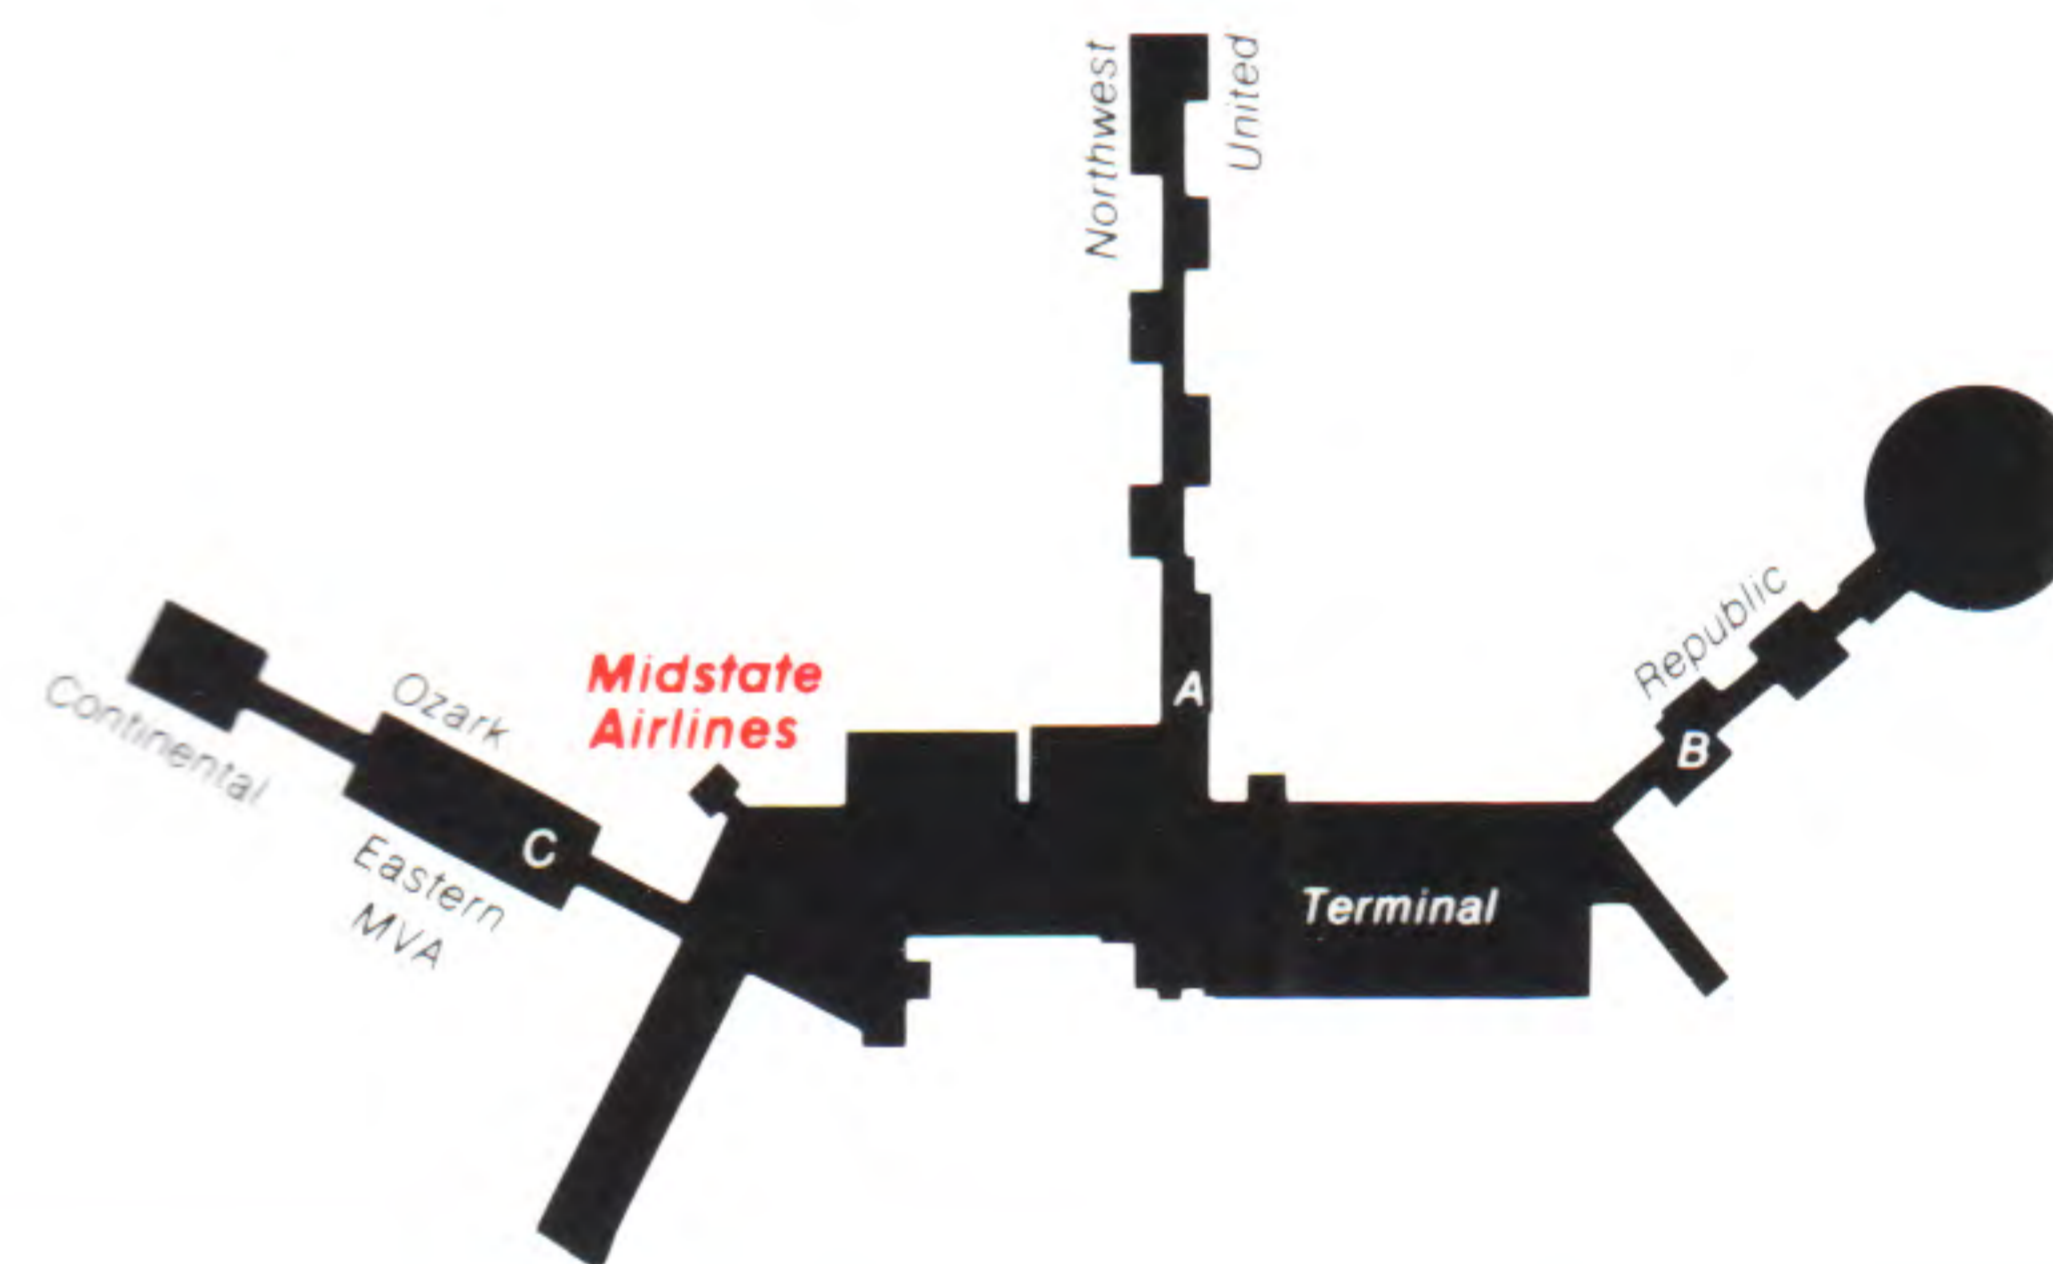 Northwest
United
Republic
Midstate
Airlines
A
B
Ozark
Continental
C
Eastern
MVA
Terminal